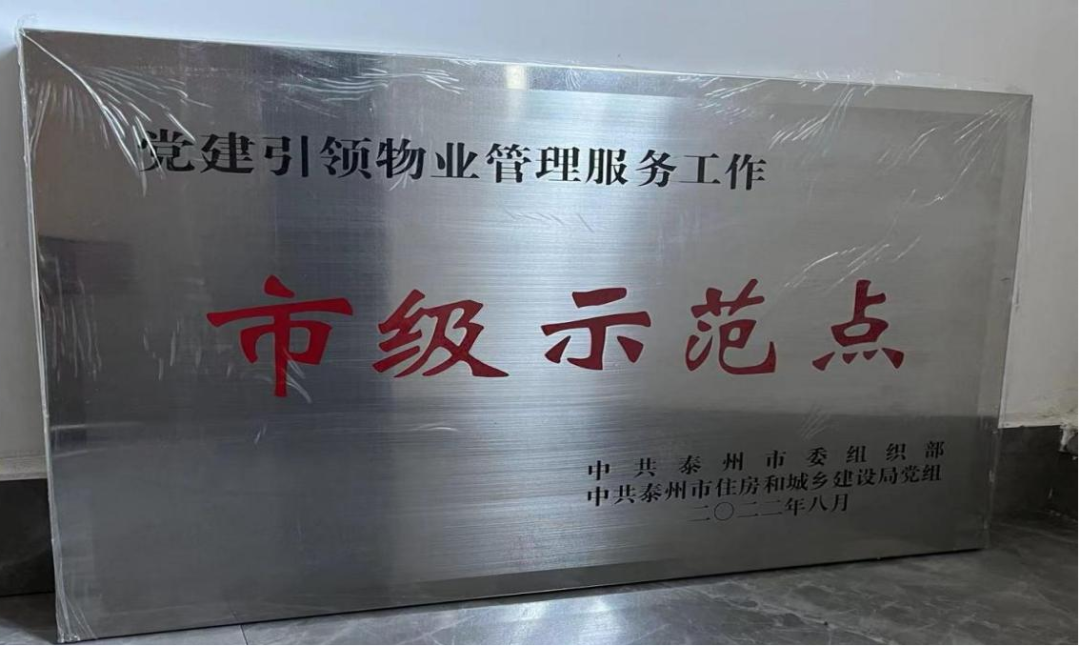 党建引领物业管理服务工作
市级示范点
中共泰州市委组织部
中共泰州市住房和城乡建设局党组
二〇二二年八月